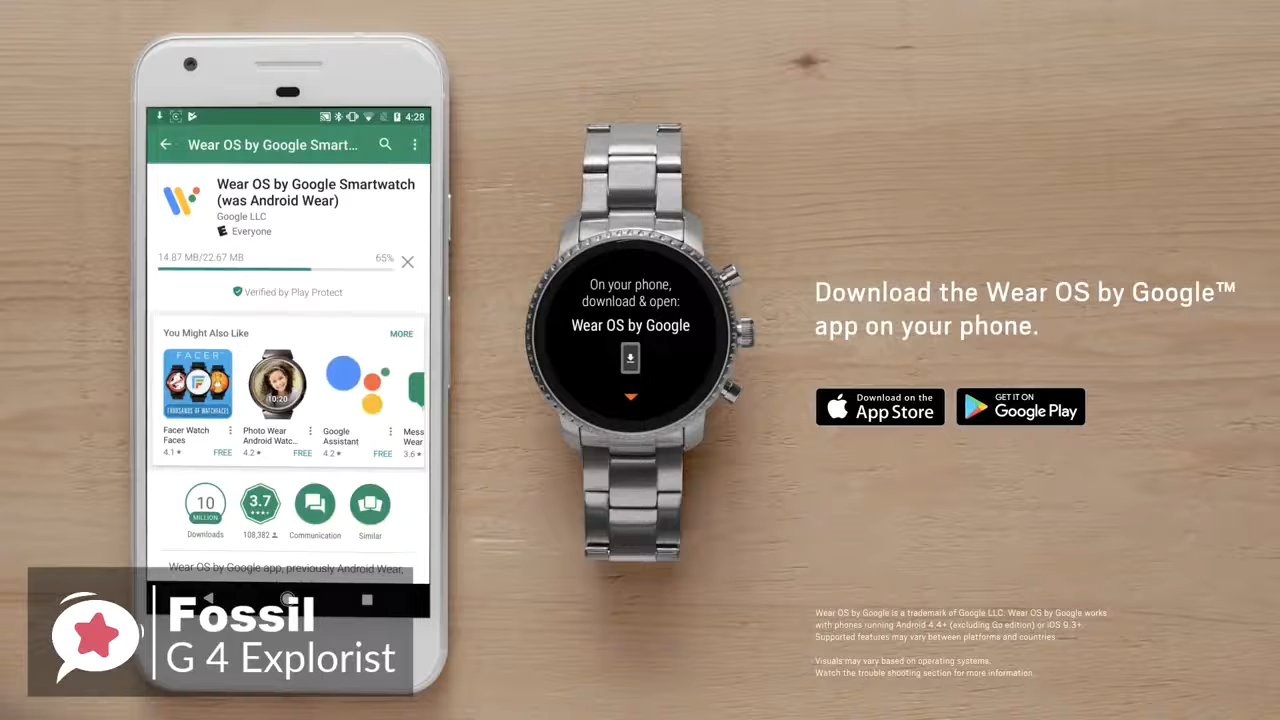 4:28
Wear OS by Google Smart...
Wear OS by Google Smartwatch
(was Android Wear)
Google LLC
E Everyone
14.87 MB/22.67 MB 65%
Verified by Play Protect
You Might Also Like MORE
FACER
THOUSANDS OF WATCHFACES
10:20
Facer Watch
Faces
4.1★ FREE
Photo Wear
Android Watc...
4.2★ FREE
Google
Assistant
4.2★ FREE
Mess
Wear
3.6★
10
MILLION
Downloads
3.7
108,382
Communication
Similar
Wear OS by Google app, previously Android Wear,
Fossil
G 4 Explorist
On your phone,
download & open:
Wear OS by Google
Download the Wear OS by Google™
app on your phone.
Download on the
App Store
GET IT ON
Google Play
Wear OS by Google is a trademark of Google LLC. Wear OS by Google works
with phones running Android 4.4+ (excluding Go edition) or iOS 9.3+.
Supported features may vary between platforms and countries.
Visuals may vary based on operating systems.
Watch the trouble shooting section for more information.